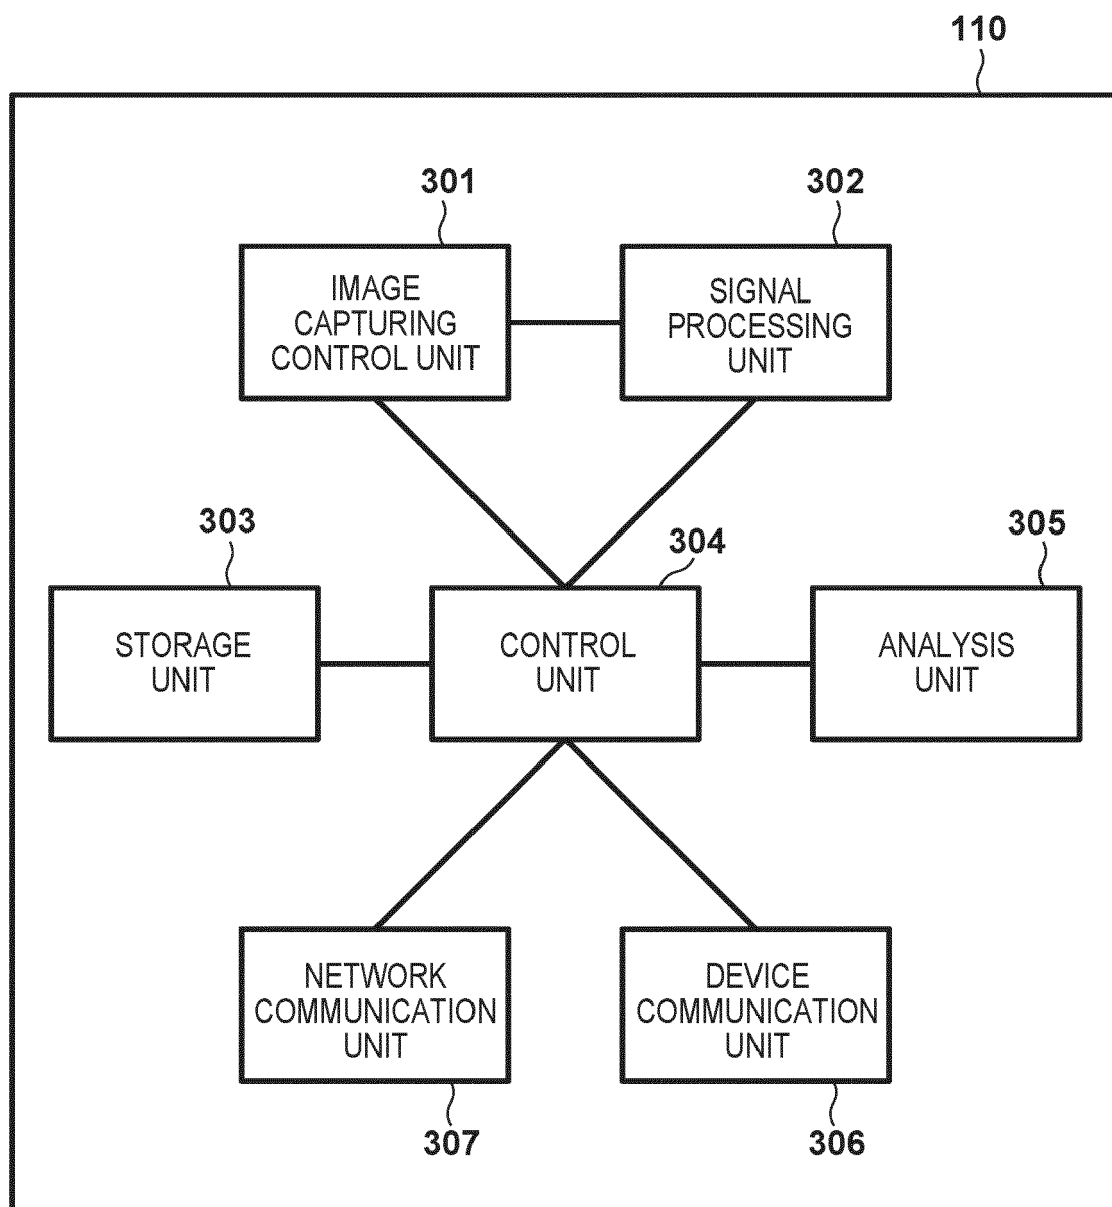 110
301
302
IMAGE
CAPTURING
CONTROL UNIT
SIGNAL
PROCESSING
UNIT
303
304
305
STORAGE
UNIT
CONTROL
UNIT
ANALYSIS
UNIT
NETWORK
COMMUNICATION
UNIT
DEVICE
COMMUNICATION
UNIT
307
306